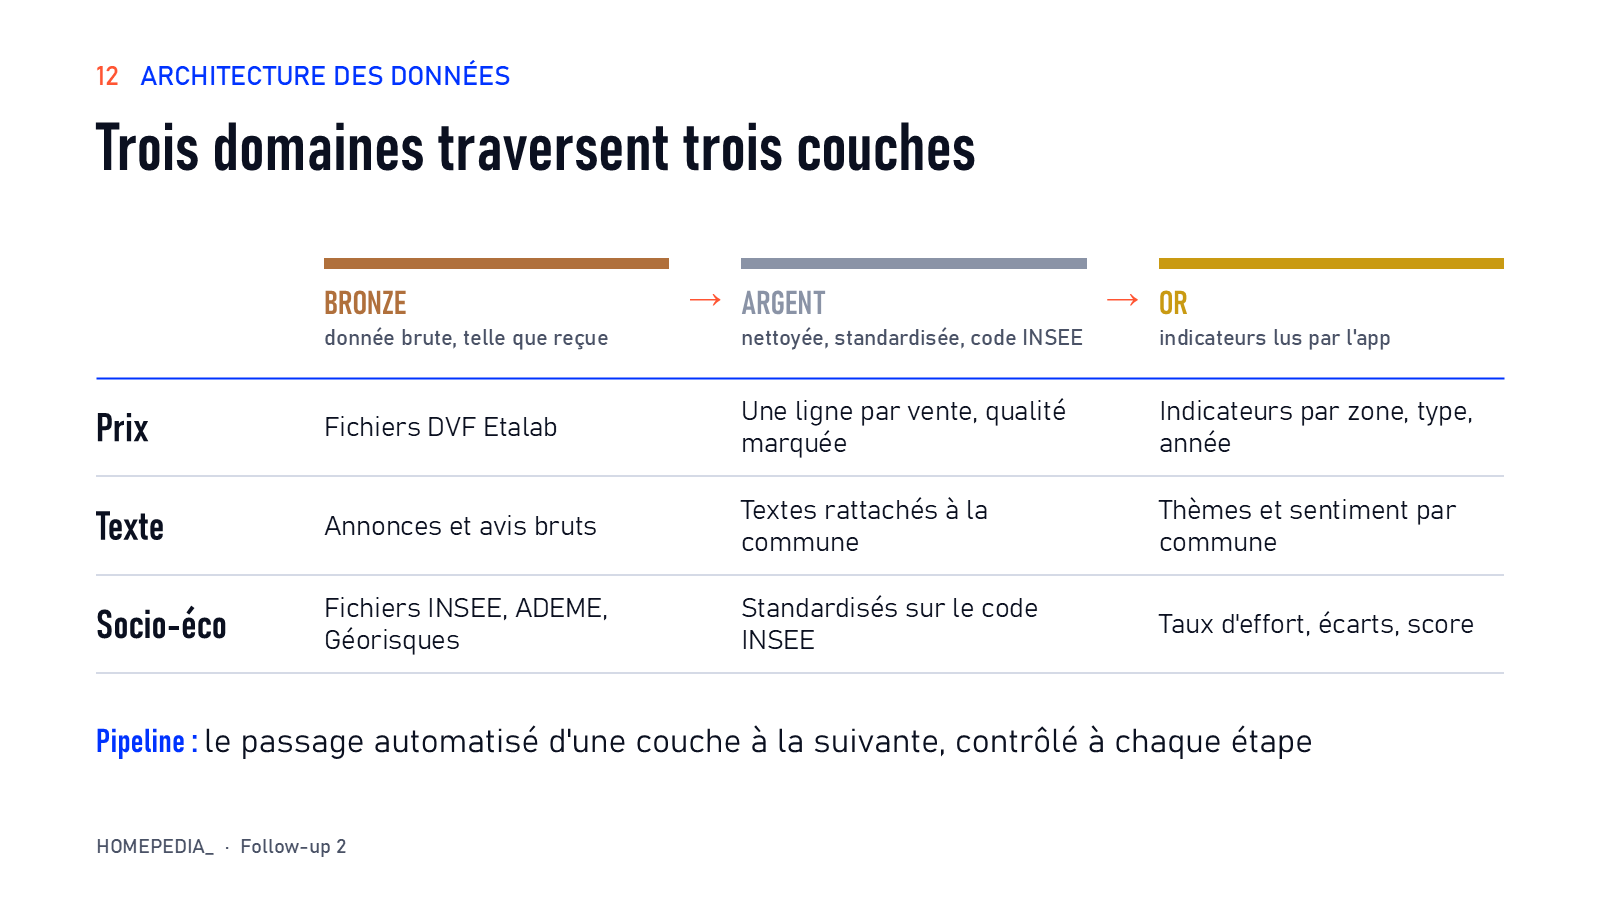 12 ARCHITECTURE DES DONNÉES
Trois domaines traversent trois couches
BRONZE → ARGENT → OR
donnée brute, telle que reçue
nettoyée, standardisée, code INSEE
indicateurs lus par l'app
Prix
Fichiers DVF Etalab
Une ligne par vente, qualité
marquée
Indicateurs par zone, type,
année
Texte
Annonces et avis bruts
Textes rattachés à la
commune
Thèmes et sentiment par
commune
Socio-éco
Fichiers INSEE, ADEME,
Géorisques
Standardisés sur le code
INSEE
Taux d'effort, écarts, score
Pipeline : le passage automatisé d'une couche à la suivante, contrôlé à chaque étape
HOMEPEDIA_ · Follow-up 2